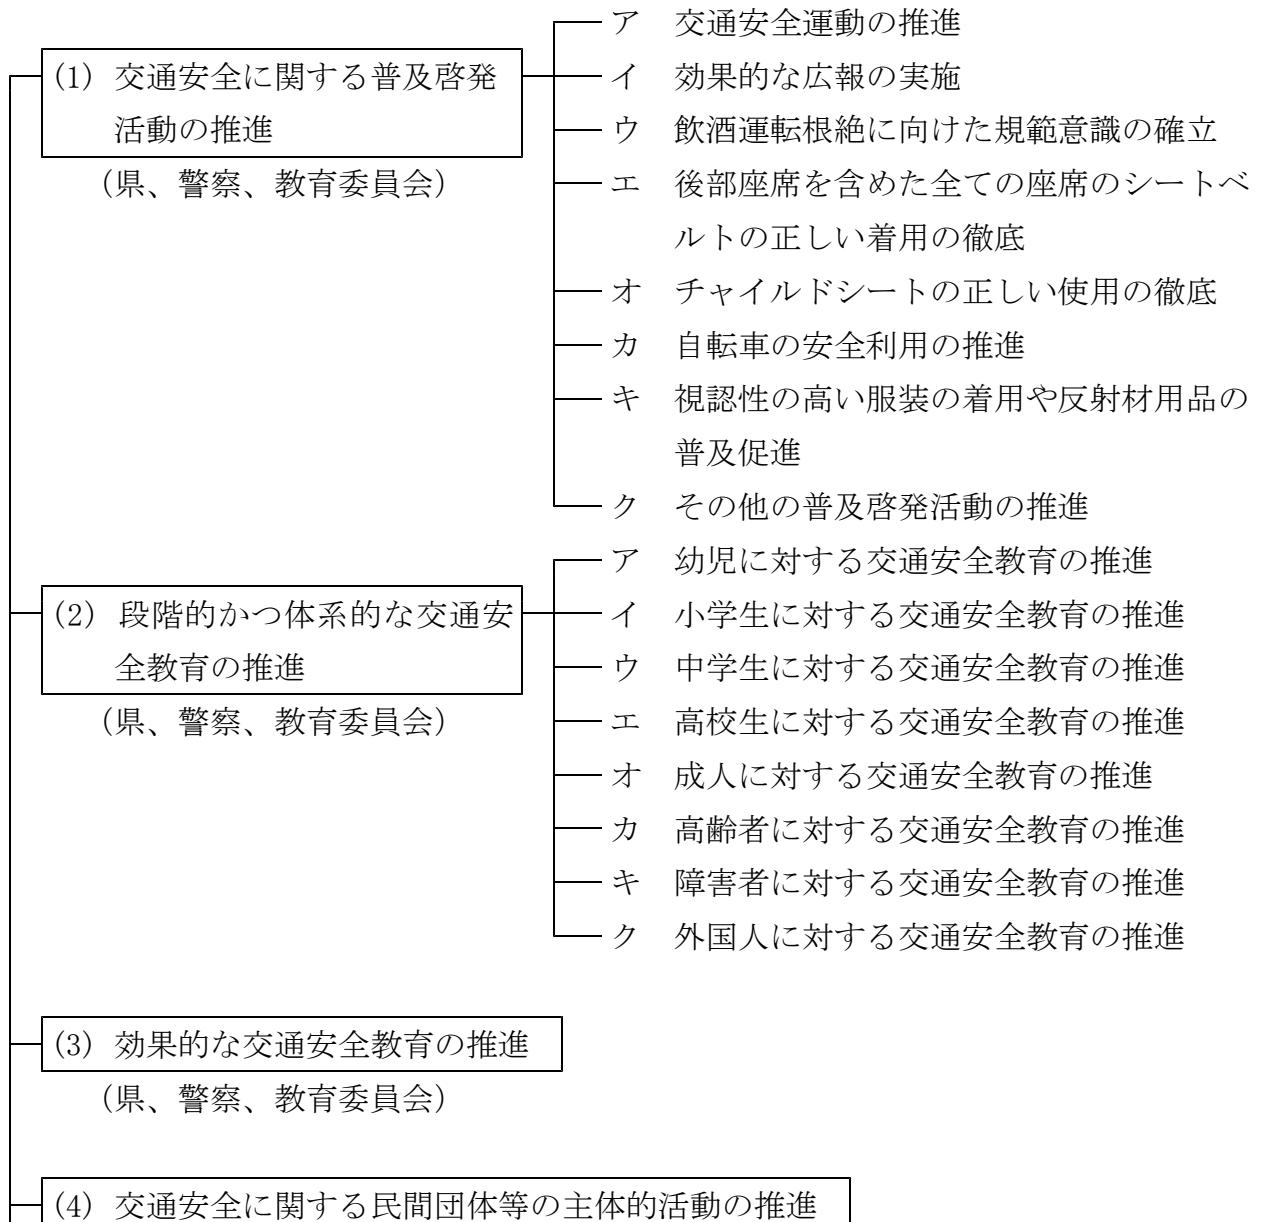 (1) 交通安全に関する普及啓発
活動の推進
（県、警察、教育委員会）
ア 交通安全運動の推進
イ 効果的な広報の実施
ウ 飲酒運転根絶に向けた規範意識の確立
エ 後部座席を含めた全ての座席のシートベ
ルトの正しい着用の徹底
オ チャイルドシートの正しい使用の徹底
カ 自転車の安全利用の推進
キ 視認性の高い服装の着用や反射材用品の
普及促進
ク その他の普及啓発活動の推進
(2) 段階的かつ体系的な交通安
全教育の推進
（県、警察、教育委員会）
ア 幼児に対する交通安全教育の推進
イ 小学生に対する交通安全教育の推進
ウ 中学生に対する交通安全教育の推進
エ 高校生に対する交通安全教育の推進
オ 成人に対する交通安全教育の推進
カ 高齢者に対する交通安全教育の推進
キ 障害者に対する交通安全教育の推進
ク 外国人に対する交通安全教育の推進
(3) 効果的な交通安全教育の推進
（県、警察、教育委員会）
(4) 交通安全に関する民間団体等の主体的活動の推進